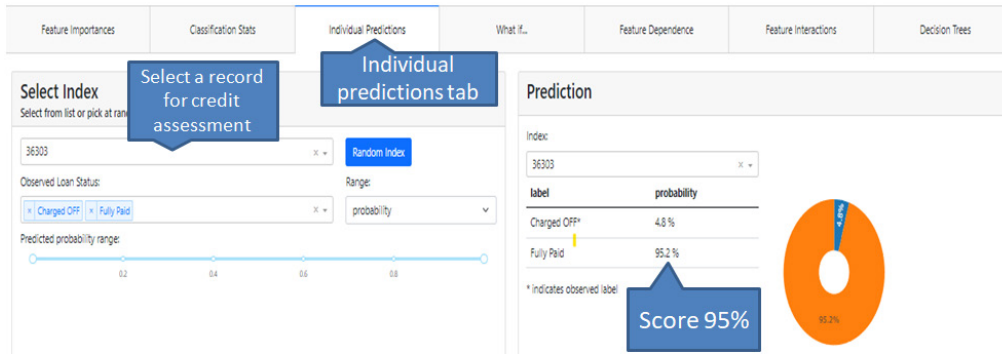 Feature Importances
Classification Stats
Individual Predictions
What if...
Feature Dependence
Feature Interactions
Decision Trees
Individual
predictions tab
Select a record
for credit
assessment
Select Index
Select from list or pick at
36303
Random Index
Observed Loan Status:
Range:
× Charged OFF × Fully Paid
probability
Predicted probability range:
0.2 0.4 0.6 0.8
Prediction
Index:
36303
label probability
Charged OFF* 4.8 %
Fully Paid 95.2 %
* indicates observed label
Score 95%
4.8%
95.2%